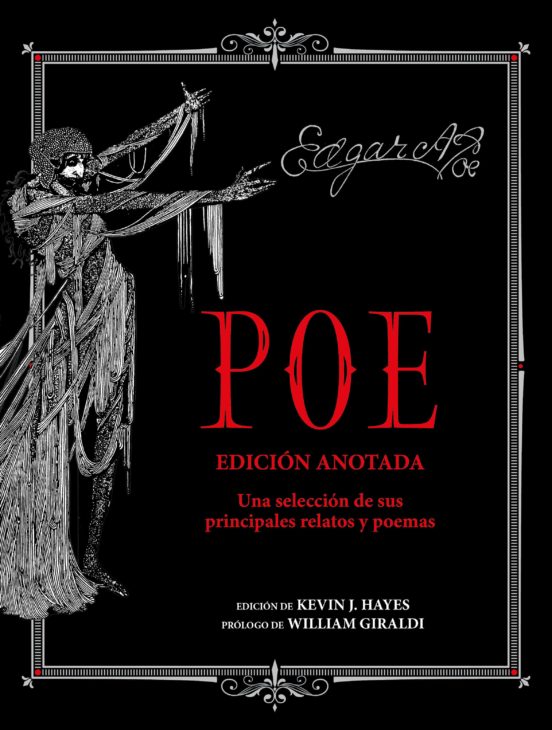 Edgar A Poe
POE
EDICIÓN ANOTADA
Una selección de sus
principales relatos y poemas
EDICIÓN DE KEVIN J. HAYES
PRÓLOGO DE WILLIAM GIRALDI